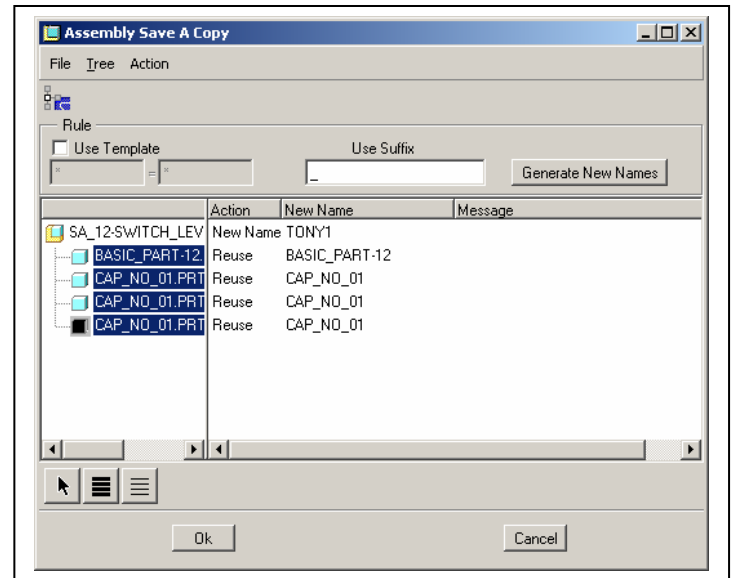 Assembly Save A Copy
File Tree Action
Rule
Use Template Use Suffix
* = * _ Generate New Names
Action New Name Message
SA_12-SWITCH_LEV New Name TONY1
BASIC_PART-12. Reuse BASIC_PART-12
CAP_NO_01.PRT Reuse CAP_NO_01
CAP_NO_01.PRT Reuse CAP_NO_01
CAP_NO_01.PRT Reuse CAP_NO_01
Ok Cancel